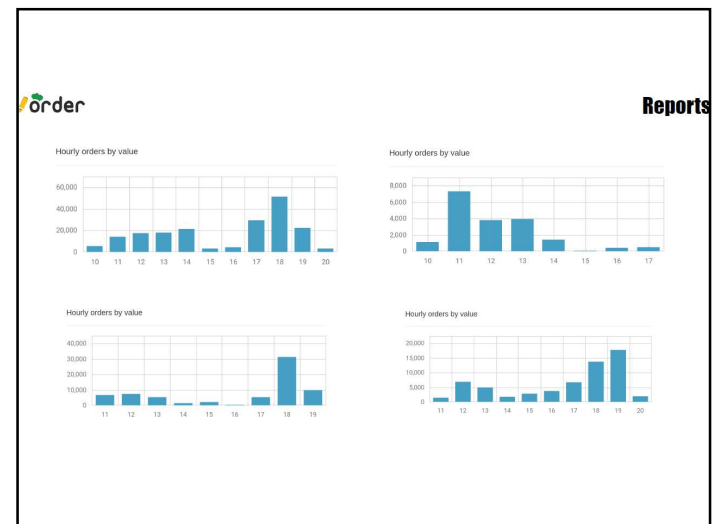 örder
Reports
Hourly orders by value
60,000
40,000
20,000
0
10 11 12 13 14 15 16 17 18 19 20
Hourly orders by value
8,000
6,000
4,000
2,000
0
10 11 12 13 14 15 16 17
Hourly orders by value
40,000
30,000
20,000
10,000
0
11 12 13 14 15 16 17 18 19
Hourly orders by value
20,000
15,000
10,000
5,000
0
11 12 13 14 15 16 17 18 19 20